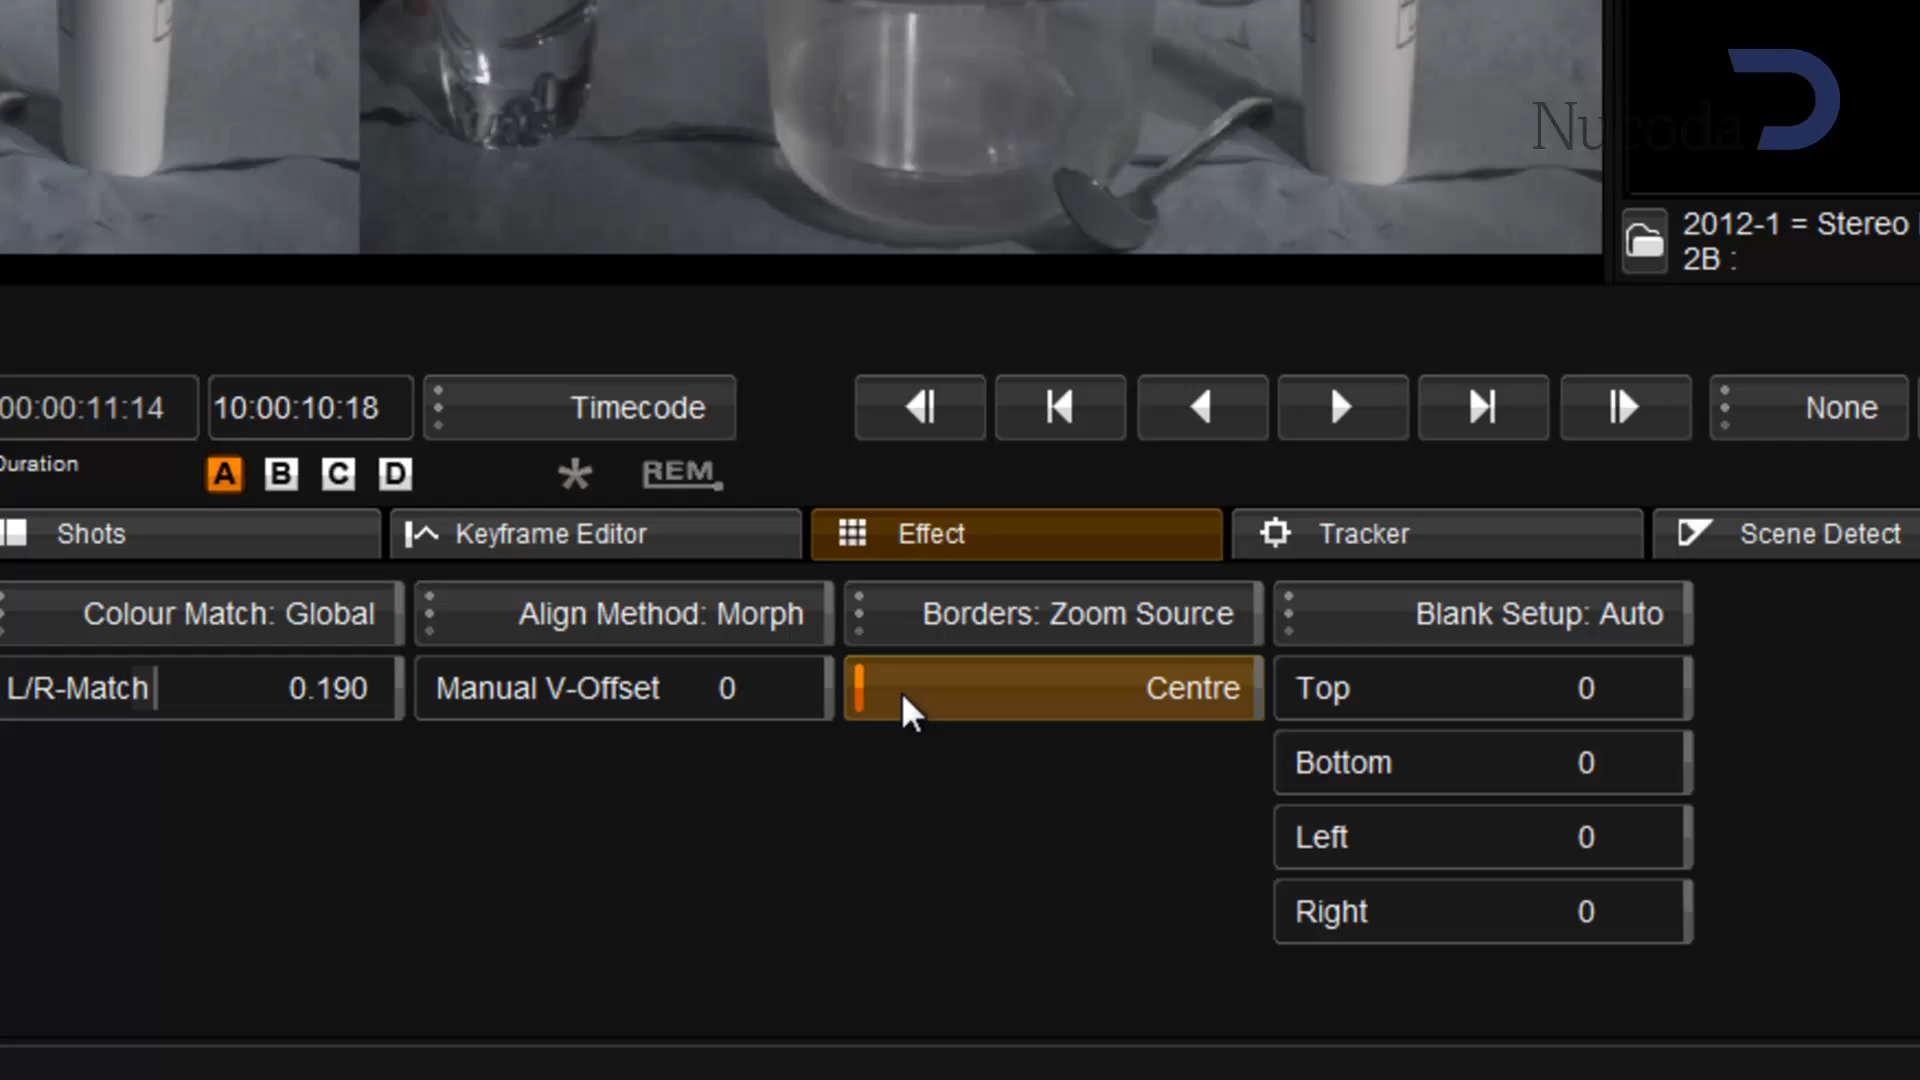 Nucoda
2012-1 = Stereo
2B :
00:00:11:14
10:00:10:18
Timecode
None
Duration
A
B
C
D
*
REM
Shots
Keyframe Editor
Effect
Tracker
Scene Detect
Colour Match: Global
Align Method: Morph
Borders: Zoom Source
Blank Setup: Auto
L/R-Match 0.190
Manual V-Offset 0
Centre
Top 0
Bottom 0
Left 0
Right 0